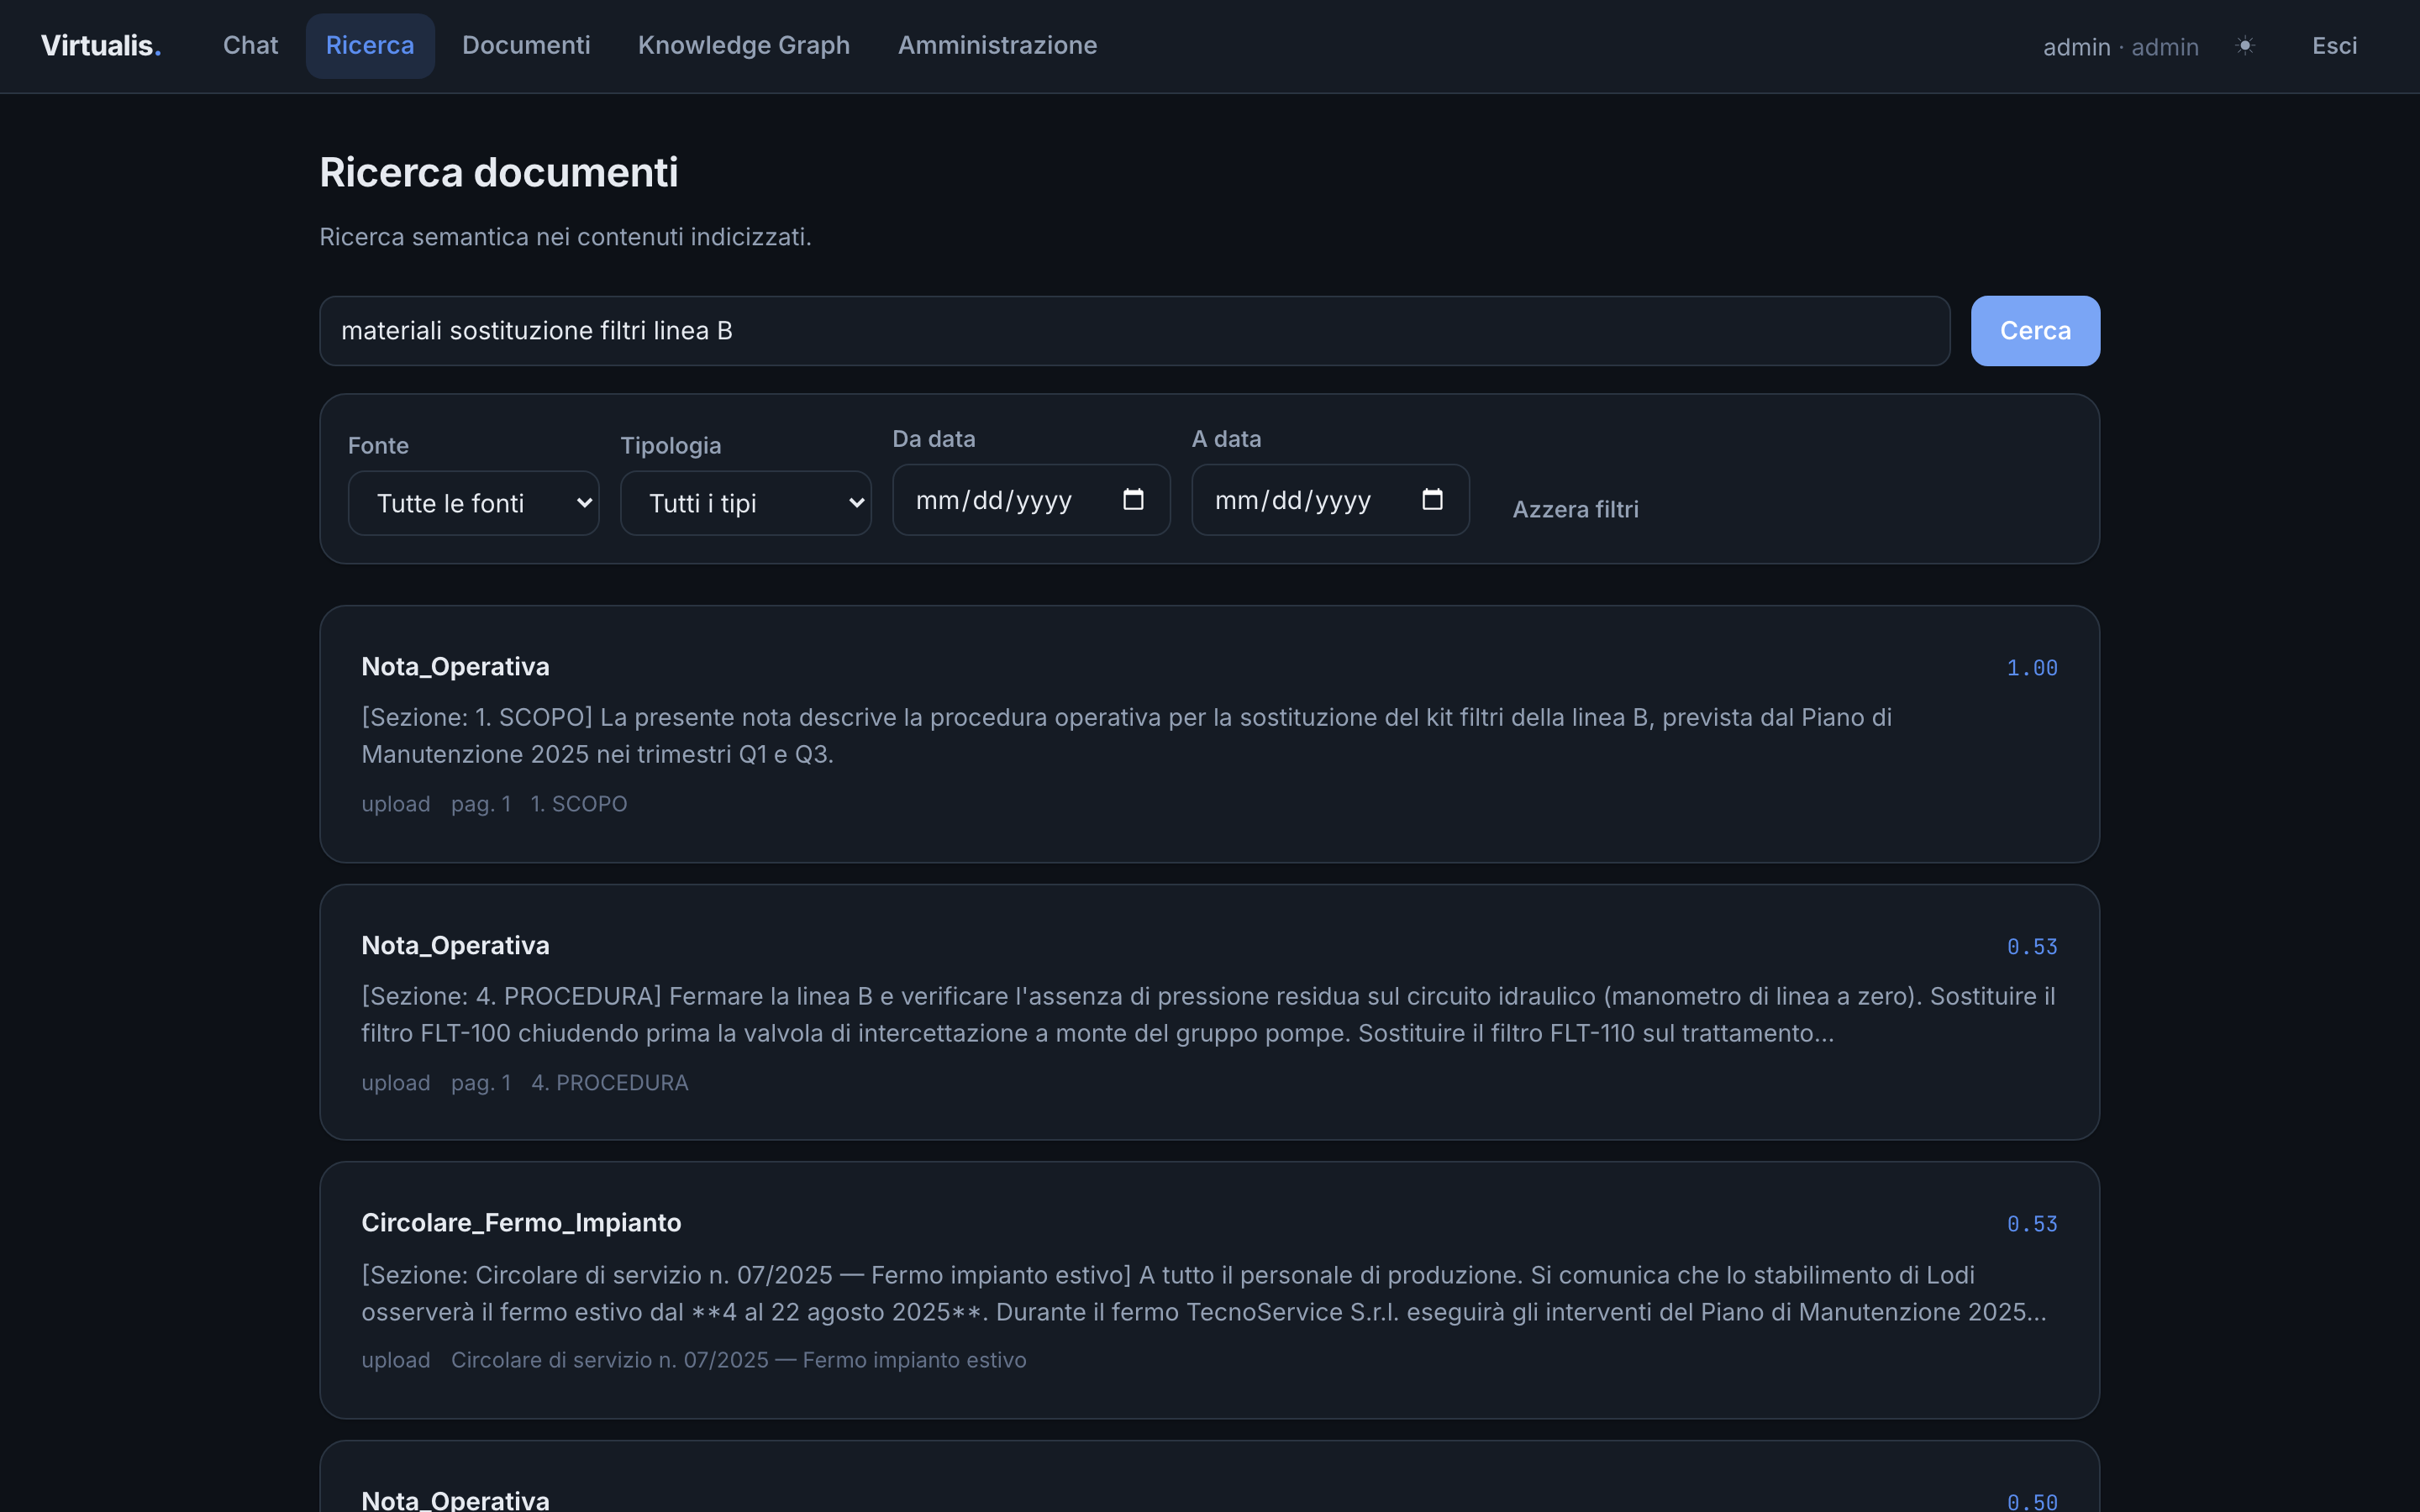 Virtualis.
Chat
Ricerca
Documenti
Knowledge Graph
Amministrazione
admin · admin
Esci
Ricerca documenti
Ricerca semantica nei contenuti indicizzati.
materiali sostituzione filtri linea B
Cerca
Fonte
Tipologia
Da data
A data
Tutte le fonti
Tutti i tipi
mm/dd/yyyy
mm/dd/yyyy
Azzera filtri
Nota_Operativa
1.00
[Sezione: 1. SCOPO] La presente nota descrive la procedura operativa per la sostituzione del kit filtri della linea B, prevista dal Piano di
Manutenzione 2025 nei trimestri Q1 e Q3.
upload pag. 1 1. SCOPO
Nota_Operativa
0.53
[Sezione: 4. PROCEDURA] Fermare la linea B e verificare l'assenza di pressione residua sul circuito idraulico (manometro di linea a zero). Sostituire il
filtro FLT-100 chiudendo prima la valvola di intercettazione a monte del gruppo pompe. Sostituire il filtro FLT-110 sul trattamento...
upload pag. 1 4. PROCEDURA
Circolare_Fermo_Impianto
0.53
[Sezione: Circolare di servizio n. 07/2025 — Fermo impianto estivo] A tutto il personale di produzione. Si comunica che lo stabilimento di Lodi
osserverà il fermo estivo dal **4 al 22 agosto 2025**. Durante il fermo TecnoService S.r.l. eseguirà gli interventi del Piano di Manutenzione 2025...
upload Circolare di servizio n. 07/2025 — Fermo impianto estivo
Nota_Operativa
0.50